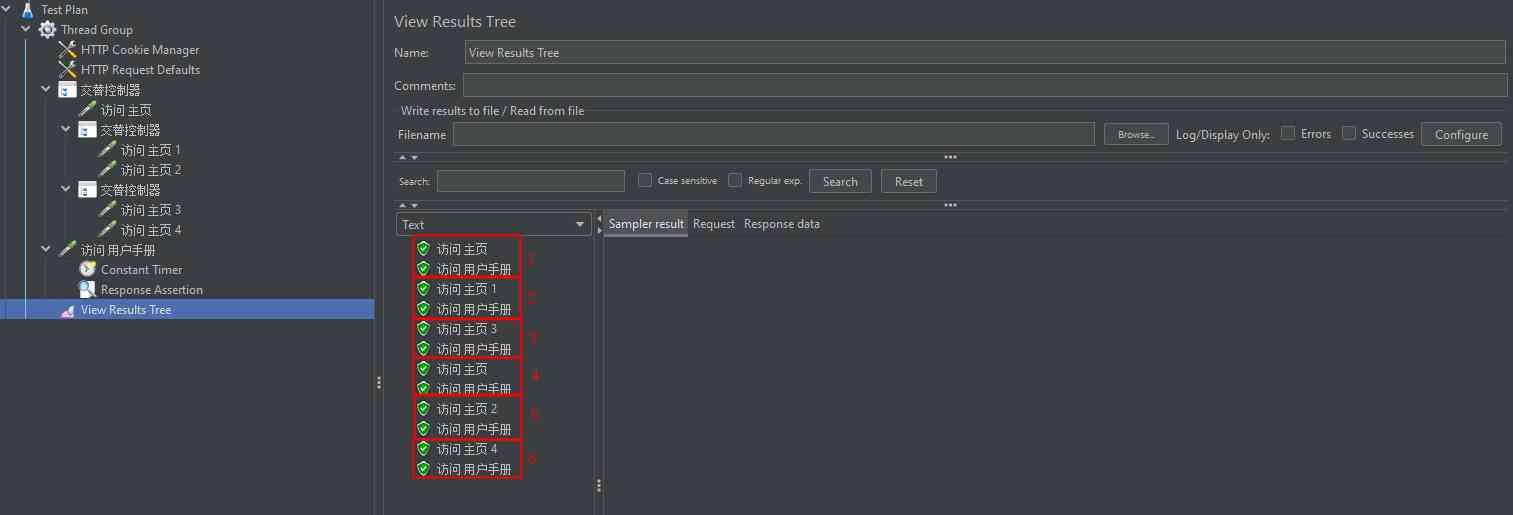 Test Plan
Thread Group
HTTP Cookie Manager
HTTP Request Defaults
交替控制器
访问 主页
交替控制器
访问 主页 1
访问 主页 2
交替控制器
访问 主页 3
访问 主页 4
访问 用户手册
Constant Timer
Response Assertion
View Results Tree
View Results Tree
Name: View Results Tree
Comments:
Write results to file / Read from file
Filename Browse... Log/Display Only: Errors Successes Configure
Search: Case sensitive Regular exp. Search Reset
Text
Sampler result Request Response data
访问 主页
访问 用户手册
访问 主页 1
访问 用户手册
访问 主页 3
访问 用户手册
访问 主页
访问 用户手册
4
访问 主页 2
访问 用户手册
访问 主页 4
访问 用户手册
6